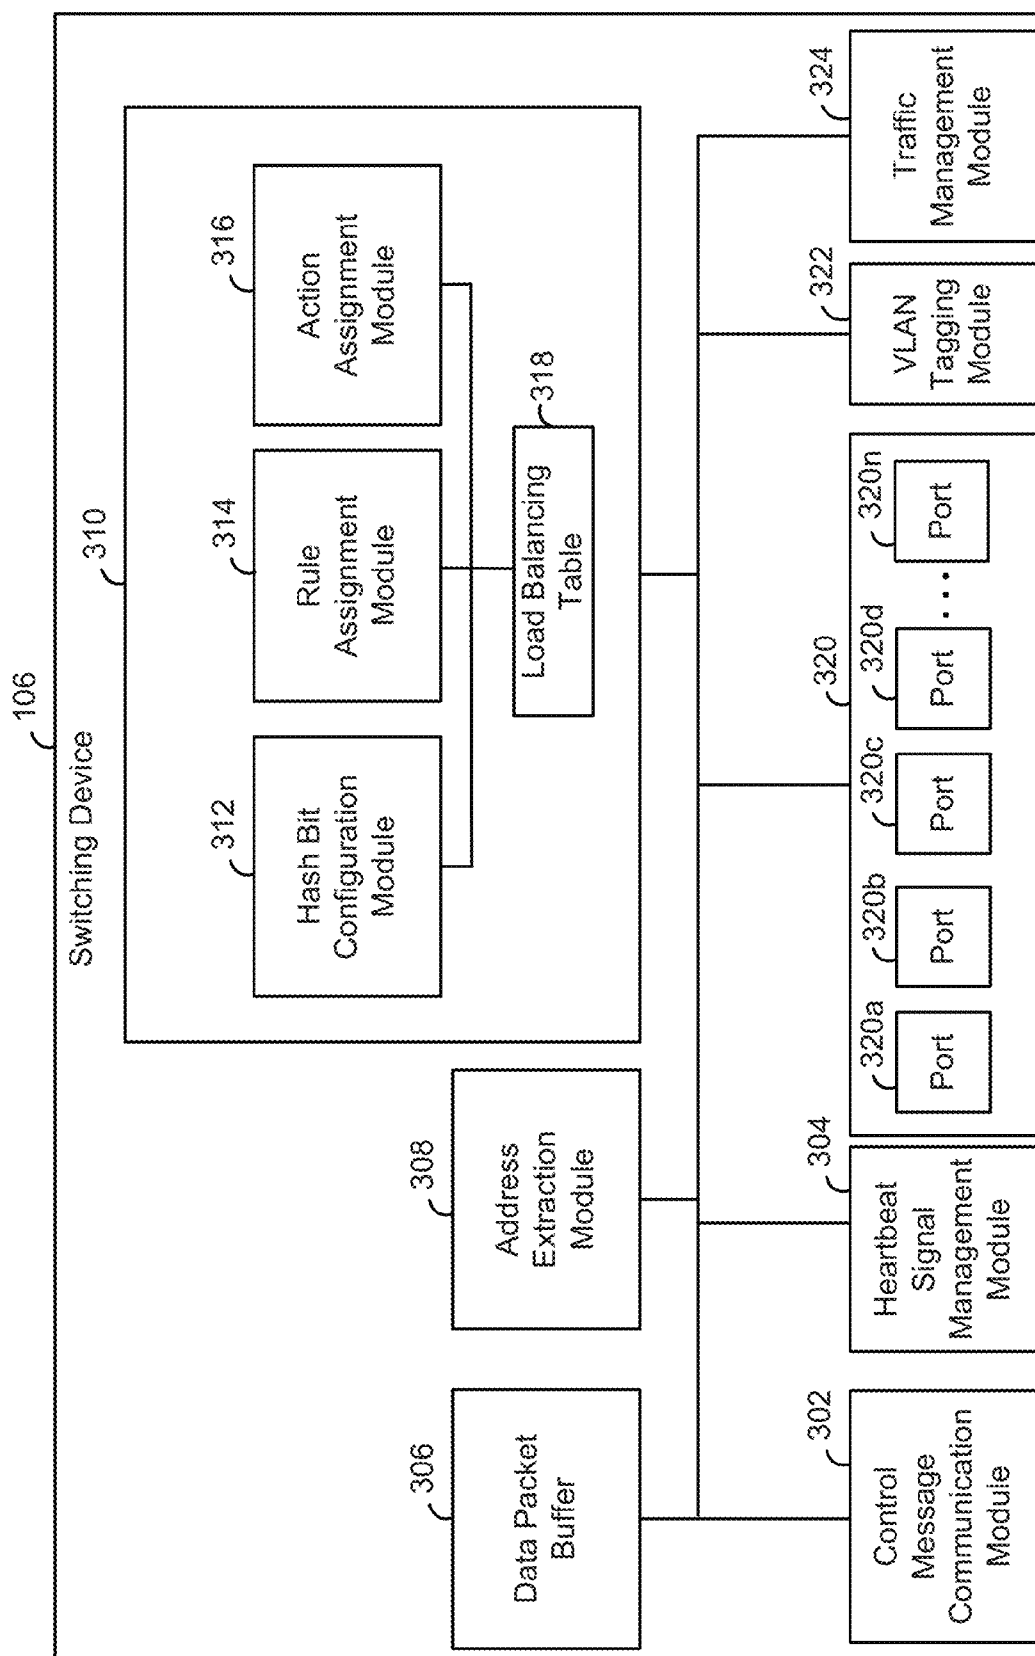 106
Switching Device
310
312
Hash Bit
Configuration
Module
314
Rule
Assignment
Module
316
Action
Assignment
Module
318
Load Balancing
Table
306
Data Packet
Buffer
308
Address
Extraction
Module
302
Control
Message
Communication
Module
304
Heartbeat
Signal
Management
Module
320
320a
Port
320b
Port
320c
Port
320d
Port
...
320n
Port
322
VLAN
Tagging
Module
324
Traffic
Management
Module